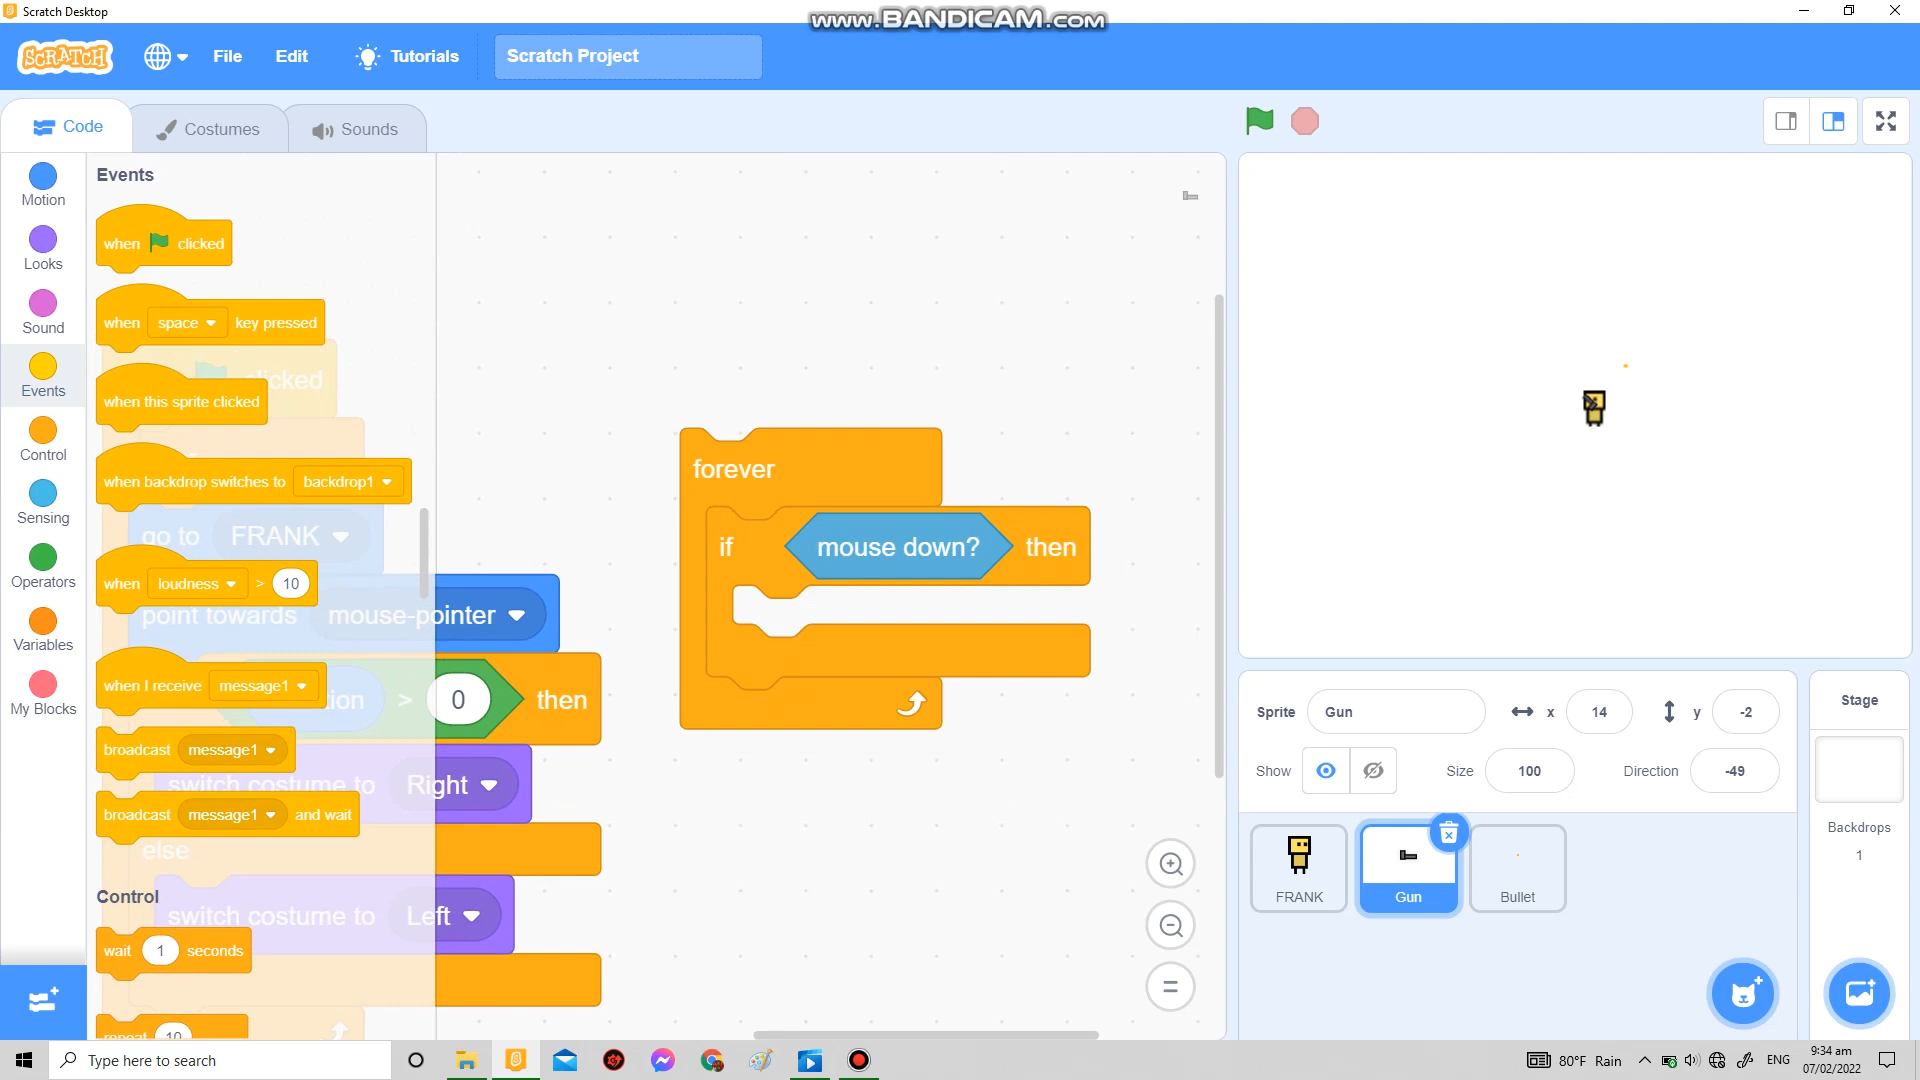 Scratch Desktop
www.BANDICAM.com
SCRATCH
File
Edit
Tutorials
Scratch Project
Code
Costumes
Sounds
Motion
Looks
Sound
Events
Control
Sensing
Operators
Variables
My Blocks
Events
when clicked
when space key pressed
clicked
when this sprite clicked
when backdrop switches to backdrop1
go to FRANK
when loudness > 10
point towards mouse-pointer
when I receive message1
> 0 then
broadcast message1
switch costume to Right
broadcast message1 and wait
else
Control
switch costume to Left
wait 1 seconds
repeat 10
forever
if mouse down? then
Sprite Gun x 14 y -2
Show Size 100 Direction -49
FRANK
Gun
Bullet
Stage
Backdrops
1
Type here to search
80°F Rain
ENG
9:34 am
07/02/2022